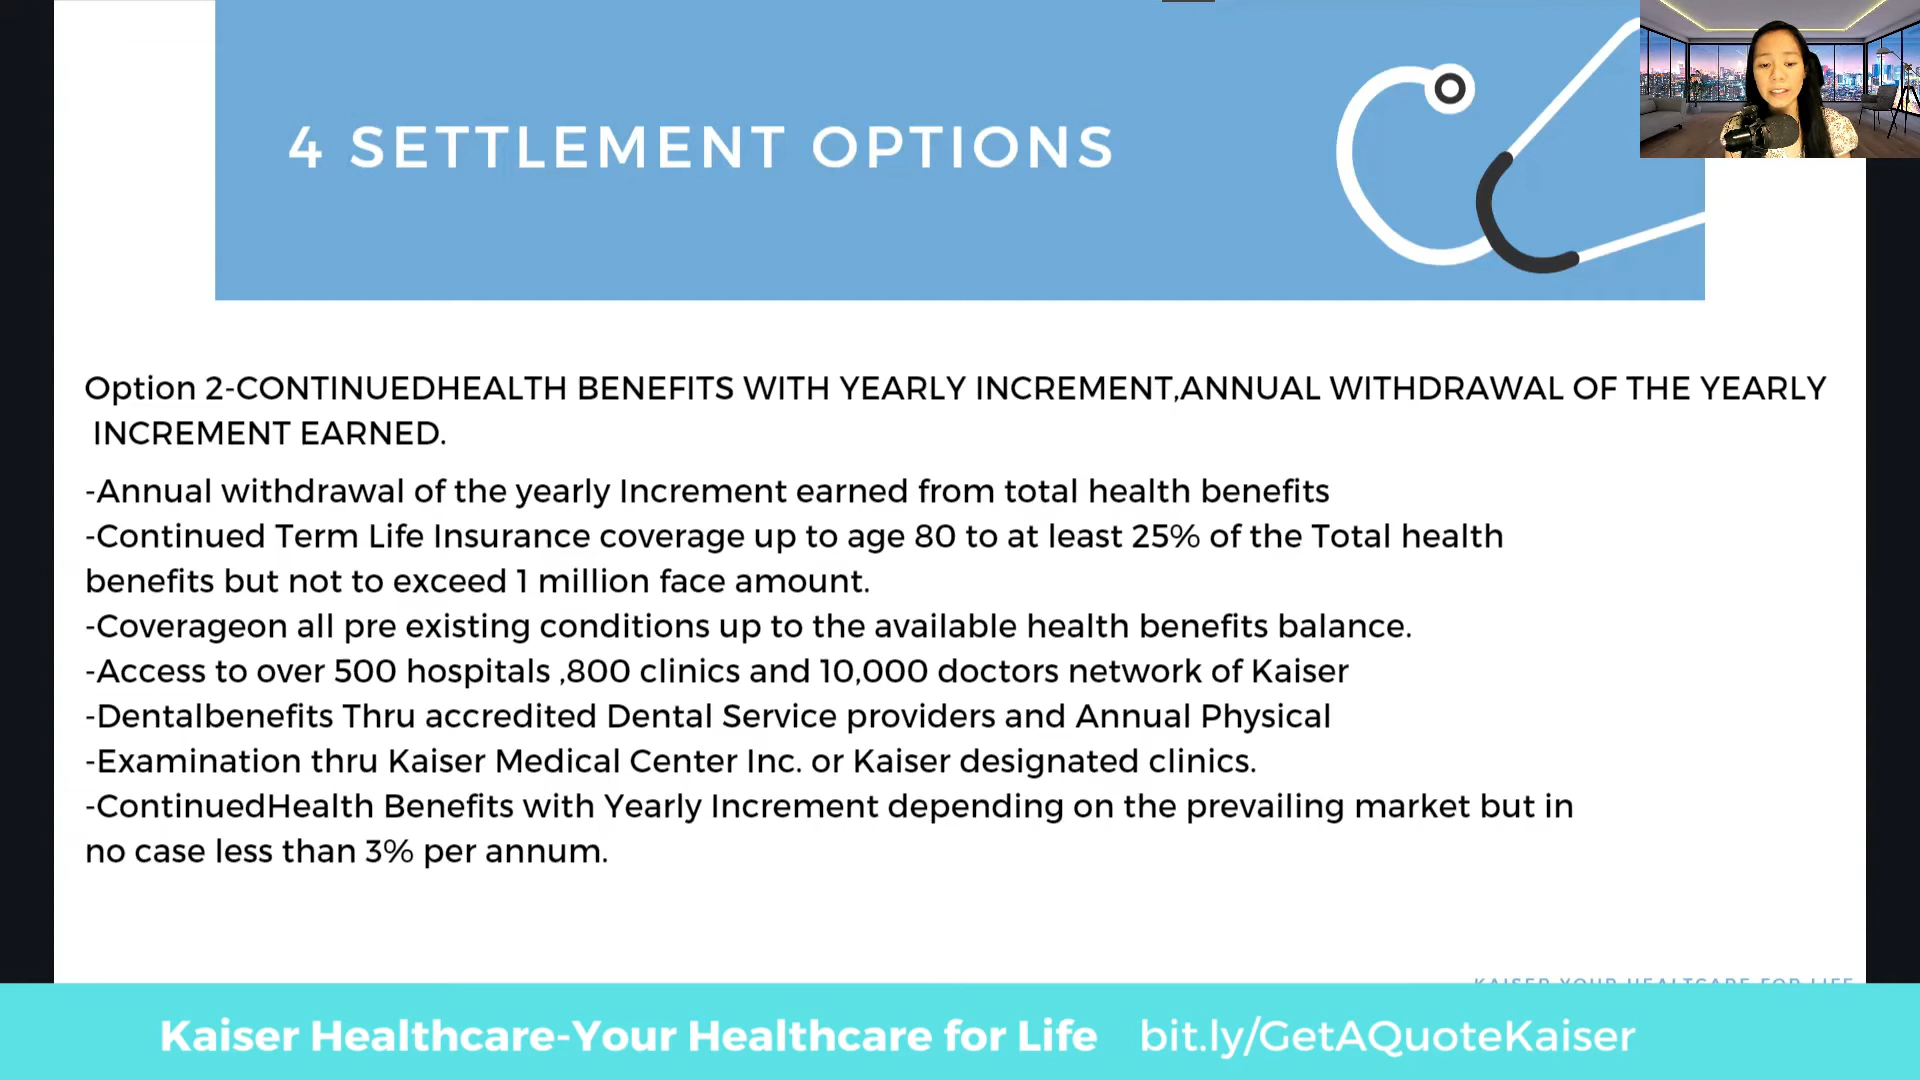 4 SETTLEMENT OPTIONS
Option 2-CONTINUEDHEALTH BENEFITS WITH YEARLY INCREMENT,ANNUAL WITHDRAWAL OF THE YEARLY
INCREMENT EARNED.
-Annual withdrawal of the yearly Increment earned from total health benefits
-Continued Term Life Insurance coverage up to age 80 to at least 25% of the Total health
benefits but not to exceed 1 million face amount.
-Coverageon all pre existing conditions up to the available health benefits balance.
-Access to over 500 hospitals ,800 clinics and 10,000 doctors network of Kaiser
-Dentalbenefits Thru accredited Dental Service providers and Annual Physical
-Examination thru Kaiser Medical Center Inc. or Kaiser designated clinics.
-ContinuedHealth Benefits with Yearly Increment depending on the prevailing market but in
no case less than 3% per annum.
KAISER YOUR HEALTCARE FOR LIFE
Kaiser Healthcare-Your Healthcare for Life bit.ly/GetAQuoteKaiser